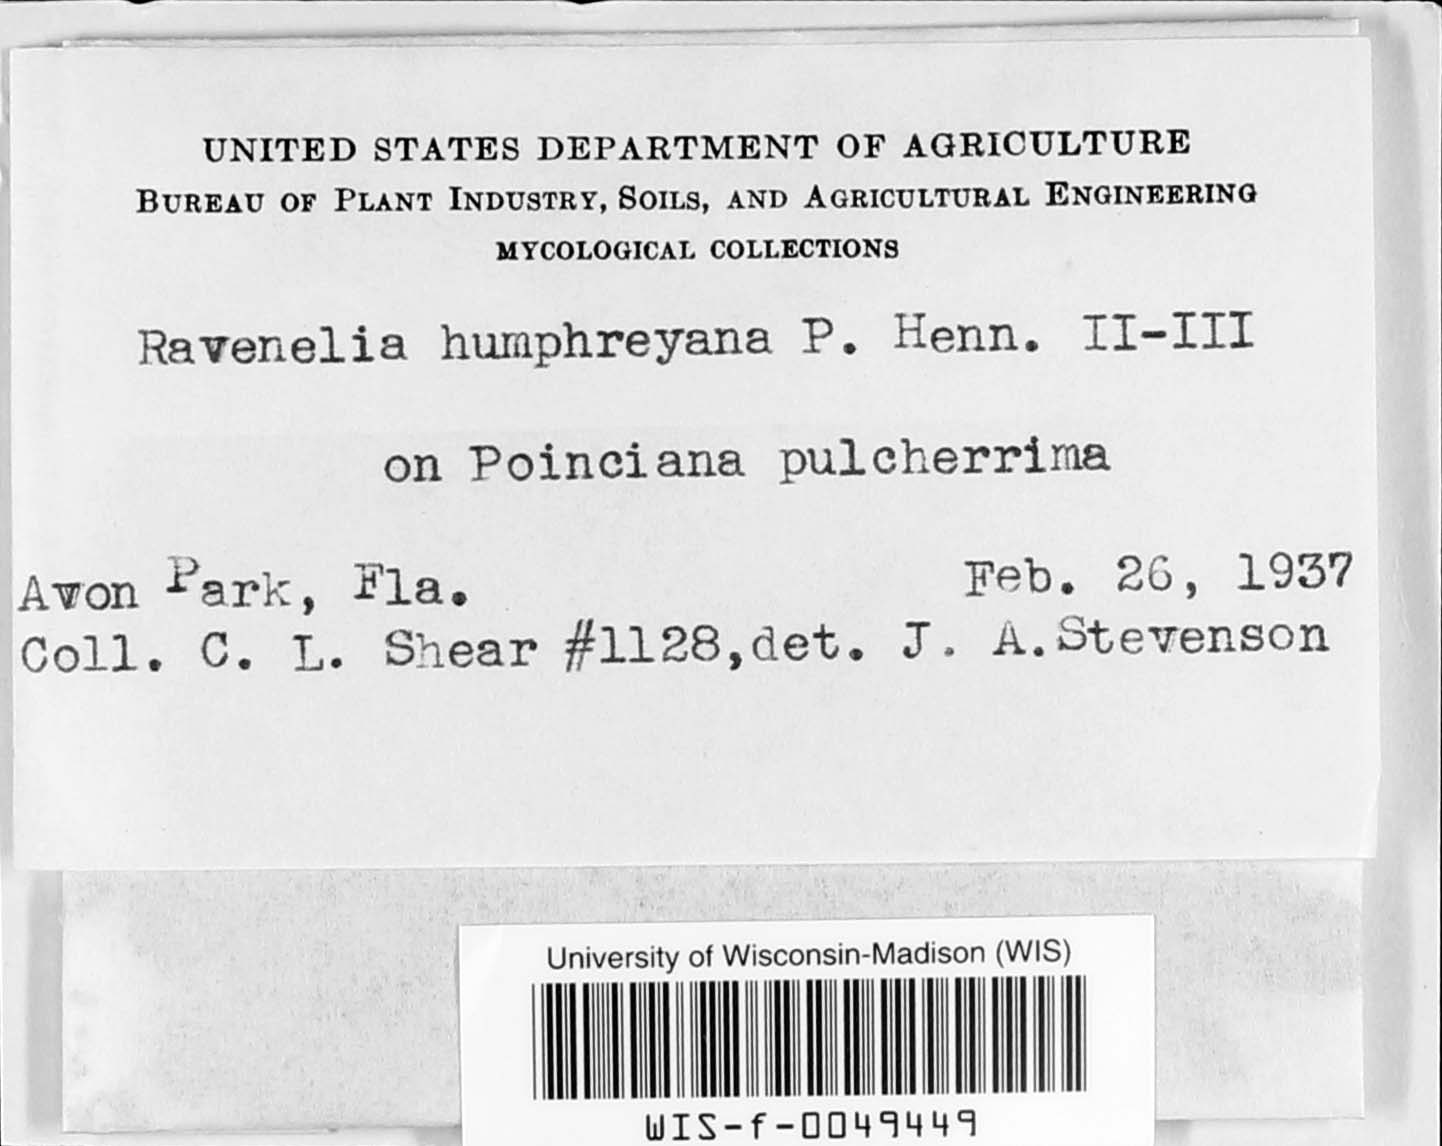 UNITED STATES DEPARTMENT OF AGRICULTURE
BUREAU OF PLANT INDUSTRY, SOILS, AND AGRICULTURAL ENGINEERING
MYCOLOGICAL COLLECTIONS
Ravenelia humphreyana P. Henn. II-III
on Poinciana pulcherrima
Avon Park, Fla. Feb. 26, 1937
Coll. C. L. Shear #1128,det. J. A.Stevenson
University of Wisconsin-Madison (WIS)
WIS-f-0049449